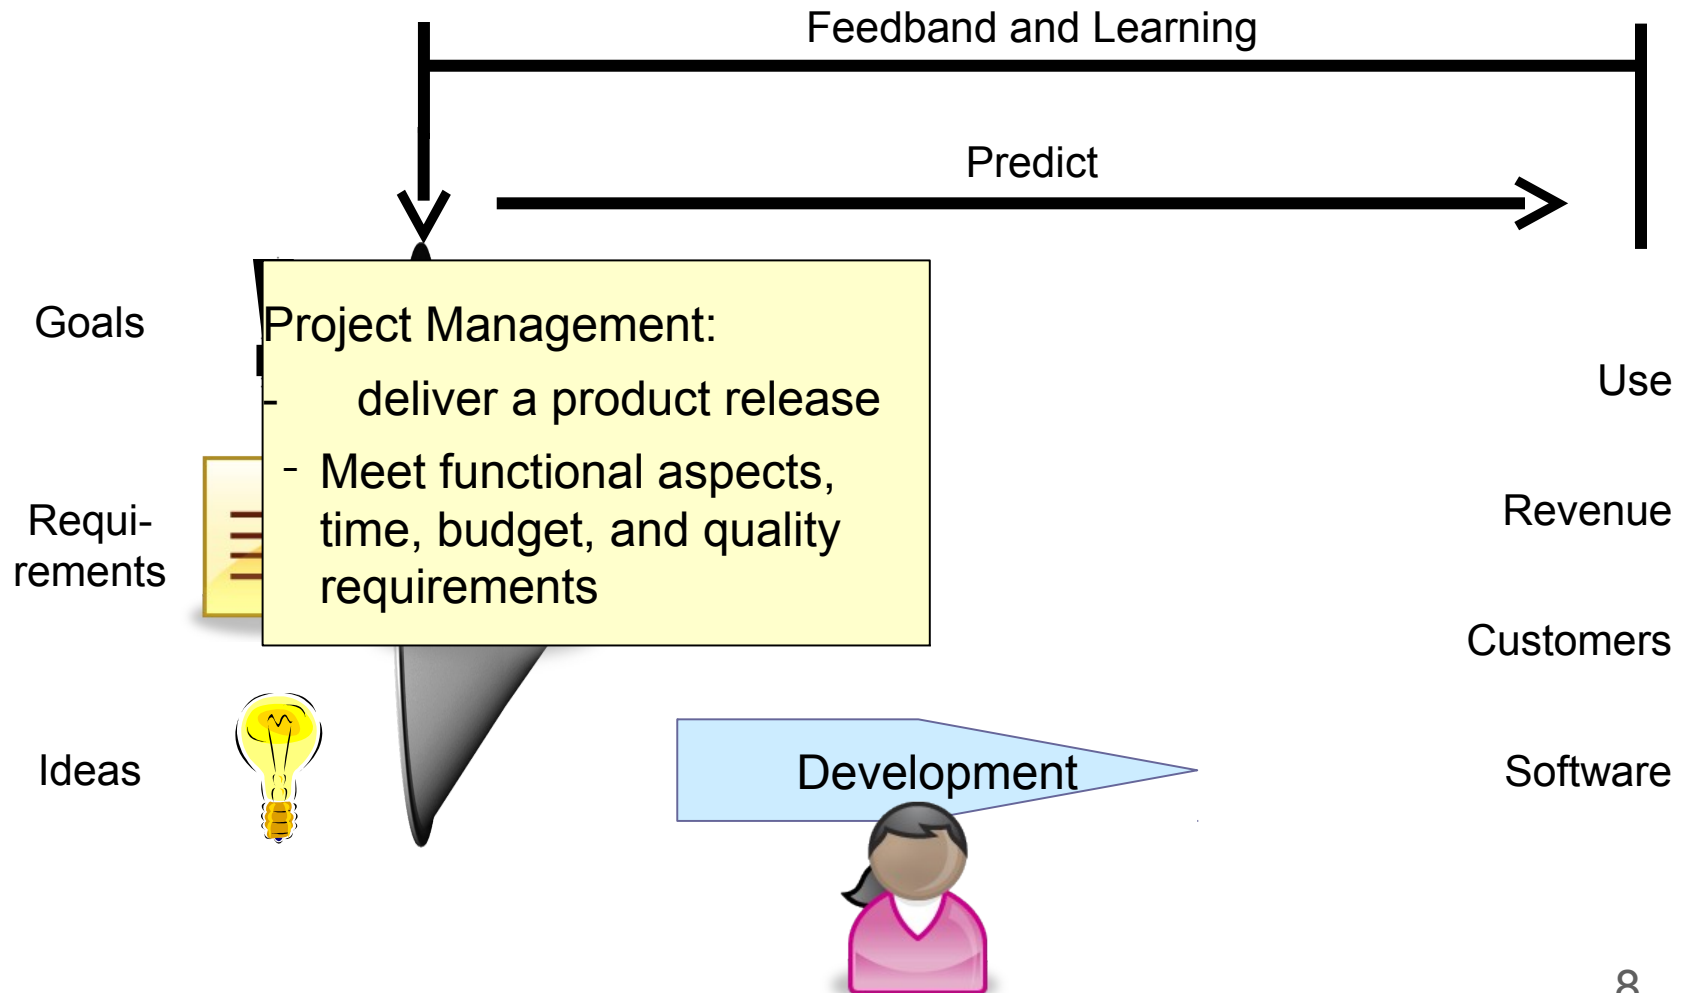 Feedband and Learning
Predict
Goals
Project Management:
- deliver a product release
- Meet functional aspects,
time, budget, and quality
requirements
Requi-
rements
Ideas
Development
Use
Revenue
Customers
Software
8